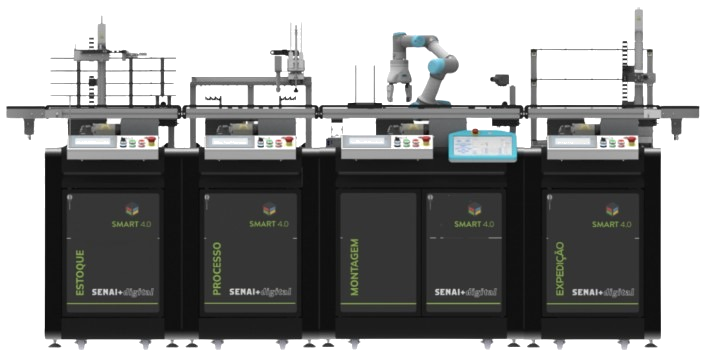 SMART 4.0
ESTOQUE
SENAI+digital
SMART 4.0
PROCESSO
SENAI+digital
MONTAGEM
SMART 4.0
SENAI+digital
SMART 4.0
EXPEDIÇÃO
SENAI+digital